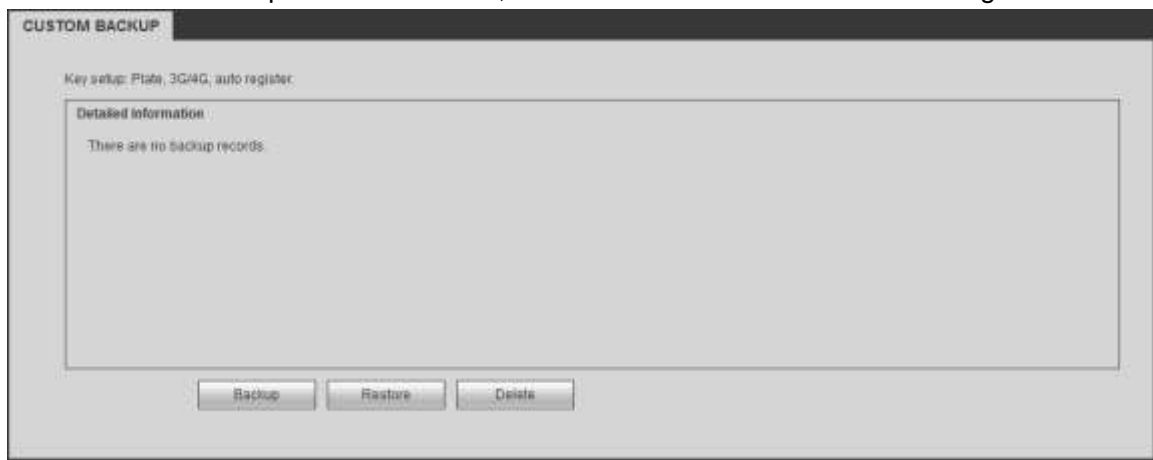 CUSTOM BACKUP
Key setup: Plate, 3G/4G, auto register.
Detailed Information
There are no backup records.
Backup Restore Delete